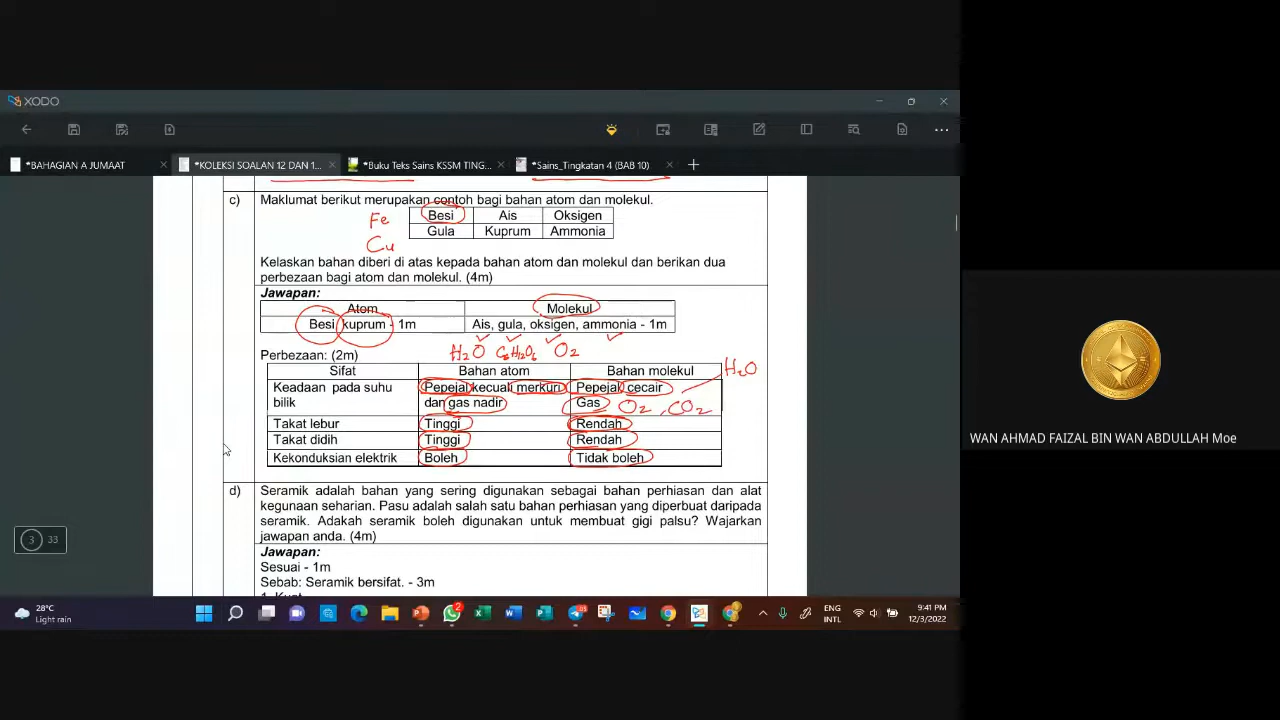 XODO
*BAHAGIAN A JUMAAT
*KOLEKSI SOALAN 12 DAN 1...
*Buku Teks Sains KSSM TING...
*Sains_Tingkatan 4 (BAB 10)
c) Maklumat berikut merupakan contoh bagi bahan atom dan molekul.
Fe Besi Ais Oksigen
Gula Kuprum Ammonia
Cu
Kelaskan bahan diberi di atas kepada bahan atom dan molekul dan berikan dua
perbezaan bagi atom dan molekul. (4m)
Jawapan:
Atom Molekul
Besi kuprum - 1m Ais, gula, oksigen, ammonia - 1m
H₂O C₆H₁₂O₆ O₂
Perbezaan: (2m)
Sifat Bahan atom Bahan molekul H₂O
Keadaan pada suhu Pepejal kecuali merkuri Pepejal cecair
bilik dan gas nadir Gas O₂, CO₂
Takat lebur Tinggi Rendah
Takat didih Tinggi Rendah
Kekonduksian elektrik Boleh Tidak boleh
d) Seramik adalah bahan yang sering digunakan sebagai bahan perhiasan dan alat
kegunaan seharian. Pasu adalah salah satu bahan perhiasan yang diperbuat daripada
seramik. Adakah seramik boleh digunakan untuk membuat gigi palsu? Wajarkan
jawapan anda. (4m)
Jawapan:
Sesuai - 1m
Sebab: Seramik bersifat. - 3m
1. Kuat
3 33
WAN AHMAD FAIZAL BIN WAN ABDULLAH Moe
28°C
Light rain
2
ENG
INTL
9:41 PM
12/3/2022